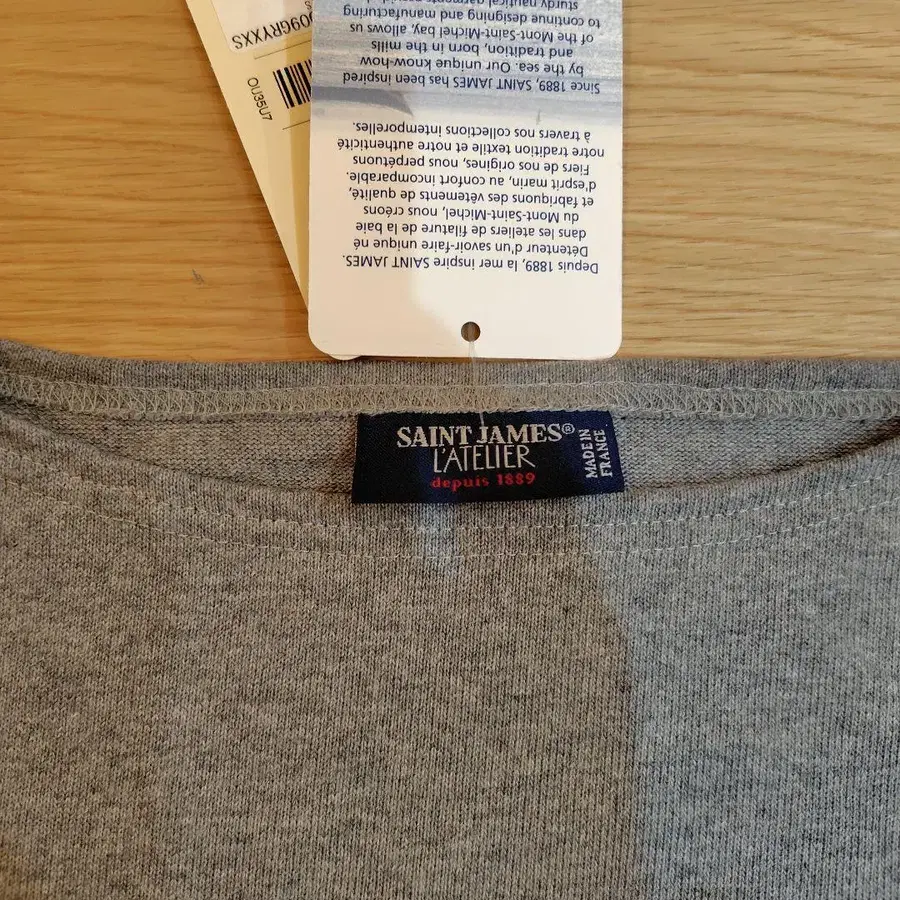 Depuis 1889, la mer inspire SAINT JAMES.
Détenteur d'un savoir-faire unique né
dans les ateliers de filature de la baie
du Mont-Saint-Michel, nous créons
et fabriquons des vêtements de qualité,
d'esprit marin, au confort incomparable.
Fiers de nos origines, nous perpétuons
notre tradition textile et notre authenticité
à travers nos collections intemporelles.
Since 1889, SAINT JAMES has been inspired
by the sea. Our unique know-how
and tradition, born in the mills
of the Mont-Saint-Michel bay, allows us
to continue designing and manufacturing
sturdy nautical garments
OU35U7
009GRYXXS
SAINT JAMES®
L'ATELIER
depuis 1889
MADE IN
FRANCE